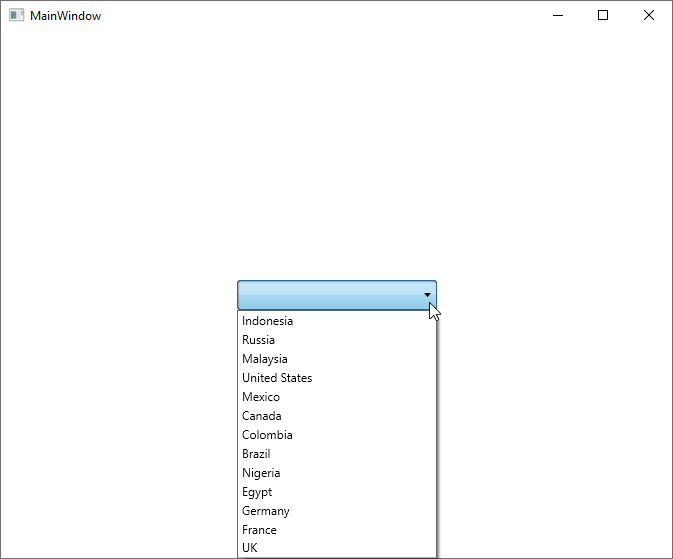 MainWindow
Indonesia
Russia
Malaysia
United States
Mexico
Canada
Colombia
Brazil
Nigeria
Egypt
Germany
France
UK